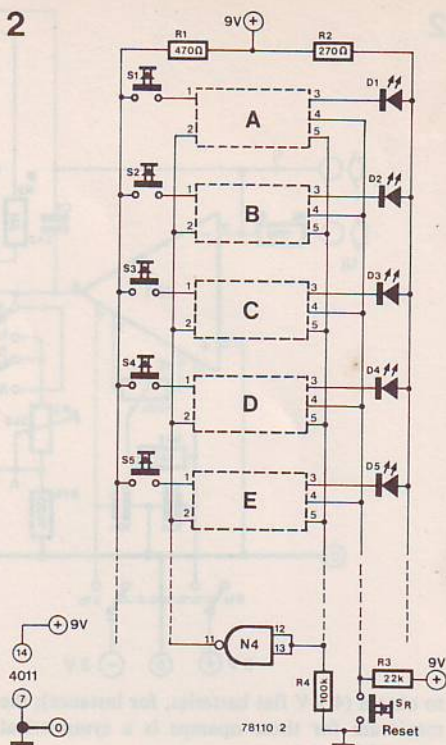 2
9V +
R1 R2
470Ω 270Ω
S1 D1
1 A 3
4
2 5
S2 D2
1 B 3
4
2 5
S3 D3
1 C 3
4
2 5
S4 D4
1 D 3
4
2 5
S5 D5
1 E 3
4
2 5
11 N4 12
13
+ 9V
14
4011
7
0
R4
100k
R3 + 9V
22k
SR
Reset
78110 2